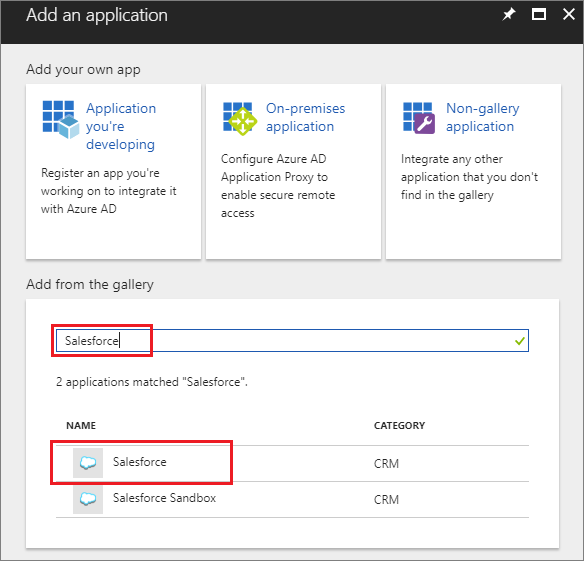 Add an application
Add your own app
Application
you're
developing
Register an app you're
working on to integrate it
with Azure AD
On-premises
application
Configure Azure AD
Application Proxy to
enable secure remote
access
Non-gallery
application
Integrate any other
application that you don't
find in the gallery
Add from the gallery
Salesforce
2 applications matched "Salesforce".
NAME CATEGORY
Salesforce CRM
Salesforce Sandbox CRM